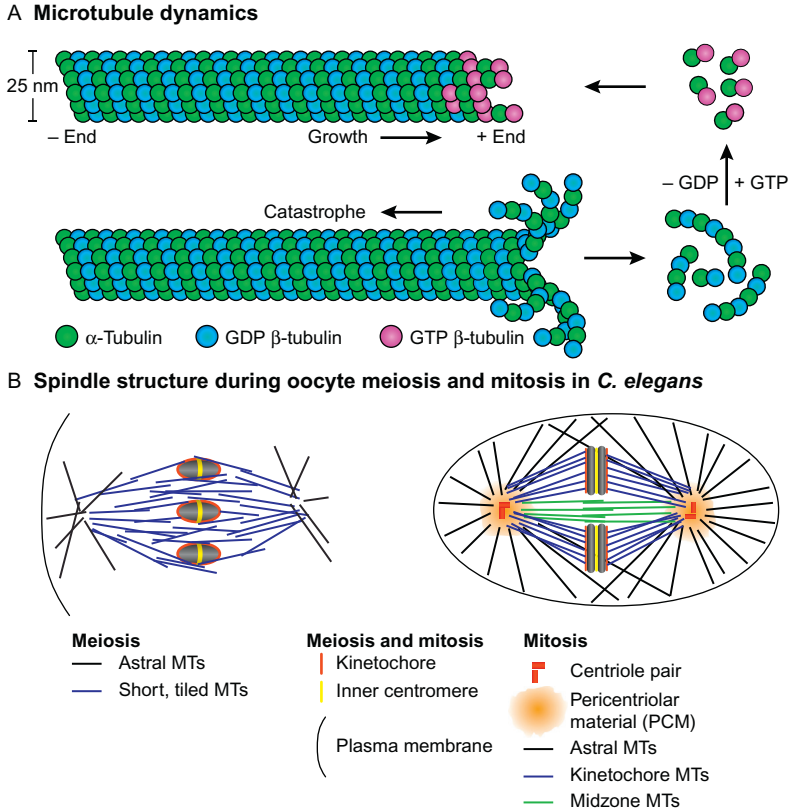 A Microtubule dynamics
25 nm
– End
Growth
+ End
– GDP
+ GTP
Catastrophe
α-Tubulin
GDP β-tubulin
GTP β-tubulin
B Spindle structure during oocyte meiosis and mitosis in C. elegans
Meiosis
Astral MTs
Short, tiled MTs
Meiosis and mitosis
Kinetochore
Inner centromere
Plasma membrane
Mitosis
Centriole pair
Pericentriolar
material (PCM)
Astral MTs
Kinetochore MTs
Midzone MTs